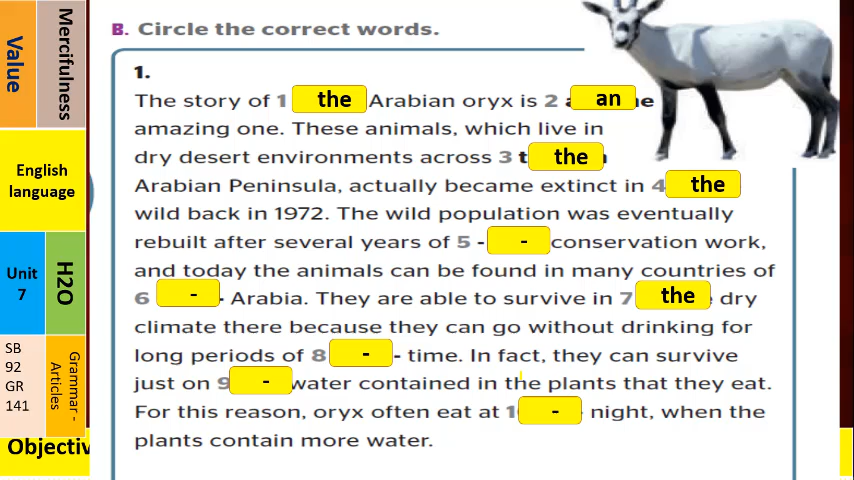 Value
Mercifulness
English
language
Unit
7
H2O
SB
92
GR
141
Grammar -
Articles
Objectiv
B. Circle the correct words.
1.
The story of 1 the Arabian oryx is 2 an
amazing one. These animals, which live in
dry desert environments across 3 the
Arabian Peninsula, actually became extinct in 4 the
wild back in 1972. The wild population was eventually
rebuilt after several years of 5 - - conservation work,
and today the animals can be found in many countries of
6 - - Arabia. They are able to survive in 7 the dry
climate there because they can go without drinking for
long periods of 8 - - time. In fact, they can survive
just on 9 - water contained in the plants that they eat.
For this reason, oryx often eat at - night, when the
plants contain more water.